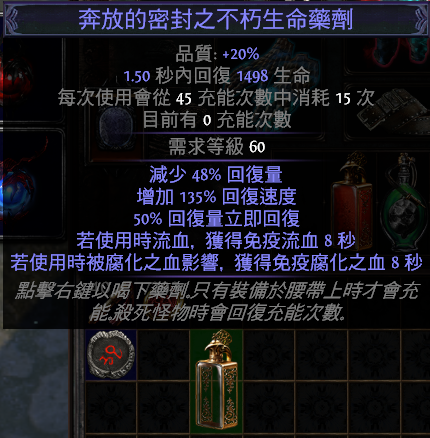 奔放的密封之不朽生命藥劑
品質: +20%
1.50 秒內回復 1498 生命
每次使用會從 45 充能次數中消耗 15 次
目前有 0 充能次數
需求等級 60
減少 48% 回復量
增加 135% 回復速度
50% 回復量立即回復
若使用時流血, 獲得免疫流血 8 秒
若使用時被腐化之血影響, 獲得免疫腐化之血 8 秒
點擊右鍵以喝下藥劑.只有裝備於腰帶上時才會充
能.殺死怪物時會回復充能次數.